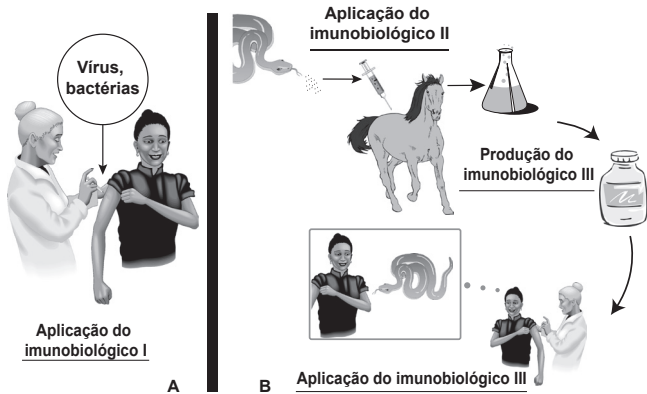 Vírus,
bactérias
Aplicação do
imunobiológico I
A
Aplicação do
imunobiológico II
Produção do
imunobiológico III
B
Aplicação do imunobiológico III